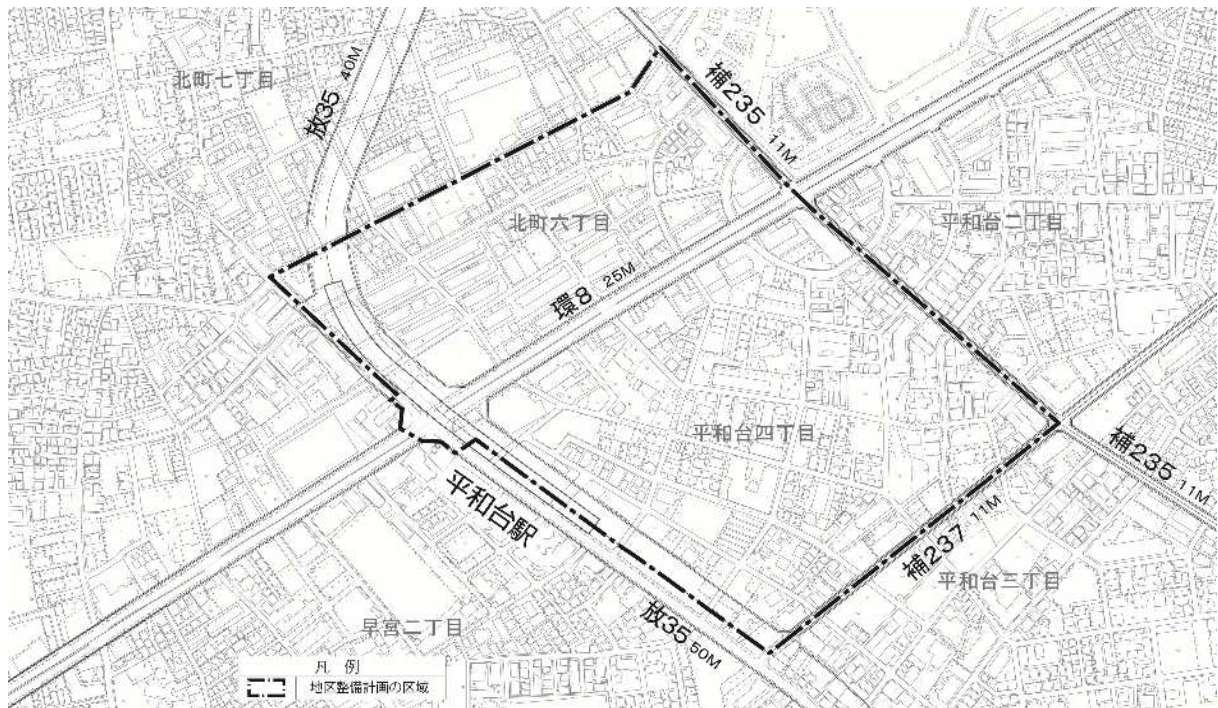 北町七丁目
放35 40M
補235 11M
北町六丁目
平和台二丁目
環8 25M
平和台四丁目
補235 11M
平和台駅
補237 11M
平和台三丁目
早宮二丁目
放35 50M
凡 例
地区整備計画の区域